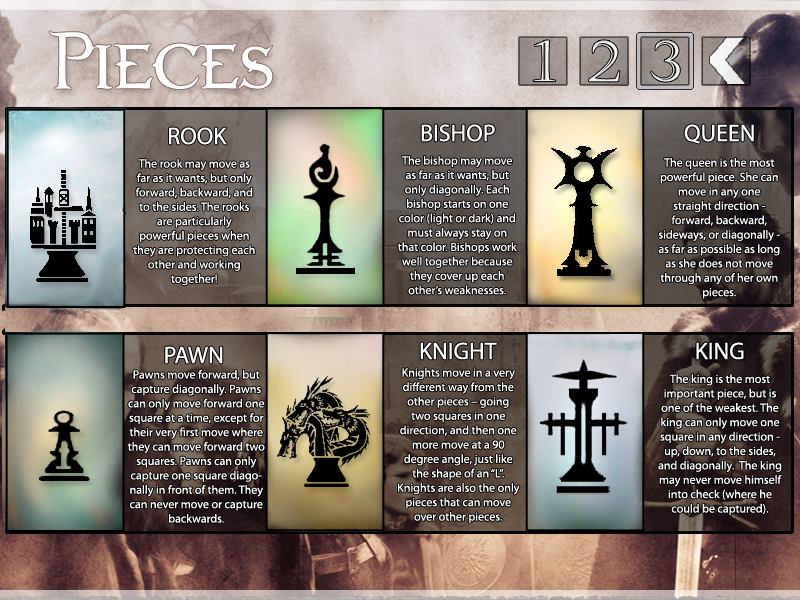 PIECES
1 2 3
ROOK
The rook may move as
far as it wants, but only
forward, backward, and
to the sides. The rooks
are particularly
powerful pieces when
they are protecting each
other and working
together!
BISHOP
The bishop may move
as far as it wants, but
only diagonally. Each
bishop starts on one
color (light or dark) and
must always stay on
that color. Bishops work
well together because
they cover up each
other's weaknesses.
QUEEN
The queen is the most
powerful piece. She can
move in any one
straight direction -
forward, backward,
sideways, or diagonally -
as far as possible as long
as she does not move
through any of her own
pieces.
PAWN
Pawns move forward, but
capture diagonally. Pawns
can only move forward one
square at a time, except for
their very first move where
they can move forward two
squares. Pawns can only
capture one square diago-
nally in front of them. They
can never move or capture
backwards.
KNIGHT
Knights move in a very
different way from the
other pieces – going
two squares in one
direction, and then one
more move at a 90
degree angle, just like
the shape of an “L”.
Knights are also the only
pieces that can move
over other pieces.
KING
The king is the most
important piece, but is
one of the weakest. The
king can only move one
square in any direction -
up, down, to the sides,
and diagonally. The king
may never move himself
into check (where he
could be captured).